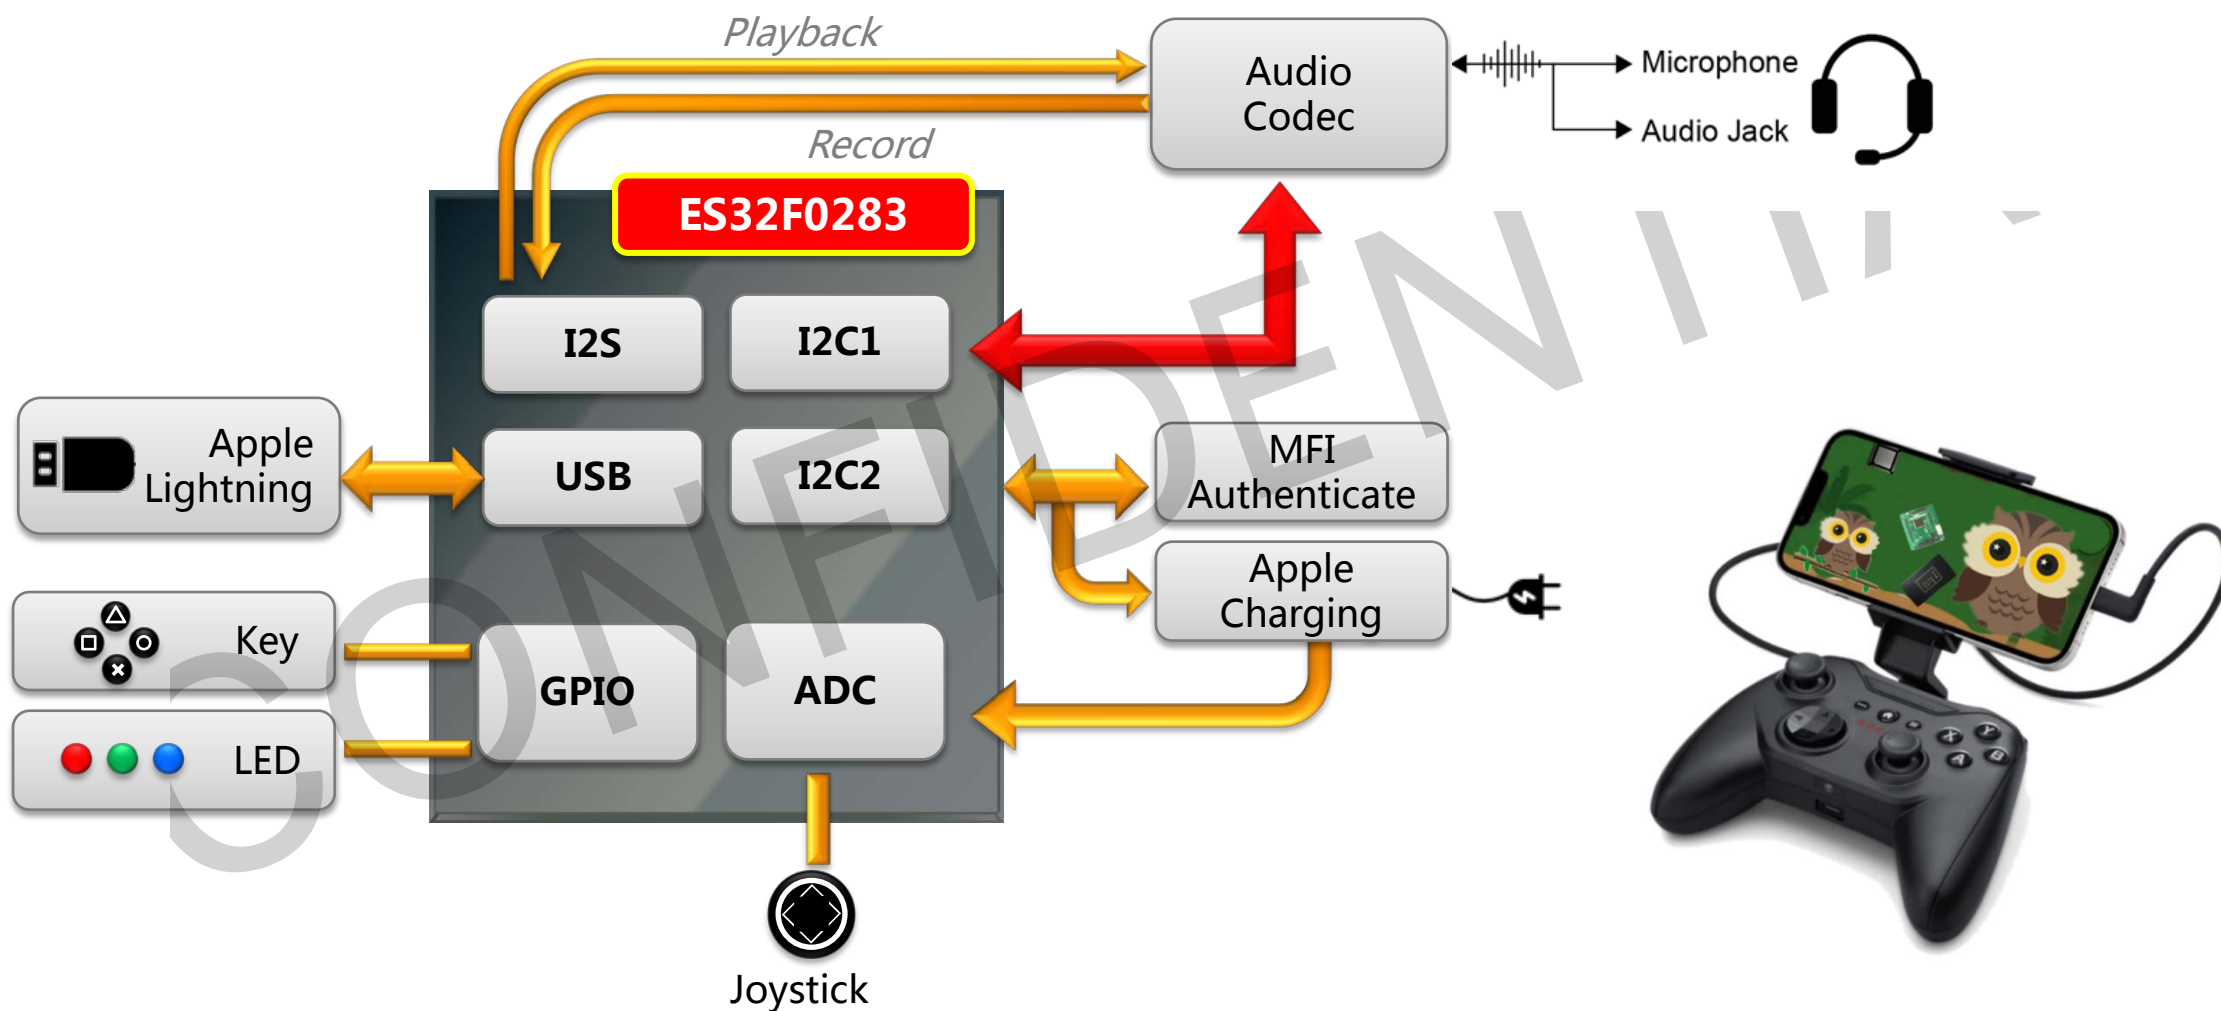 Playback
Audio
Codec
Microphone
Audio Jack
Record
ES32F0283
I2S
I2C1
Apple
Lightning
USB
I2C2
MFI
Authenticate
Apple
Charging
Key
GPIO
ADC
LED
Joystick
X
Y
A
B
CONFIDENTIA